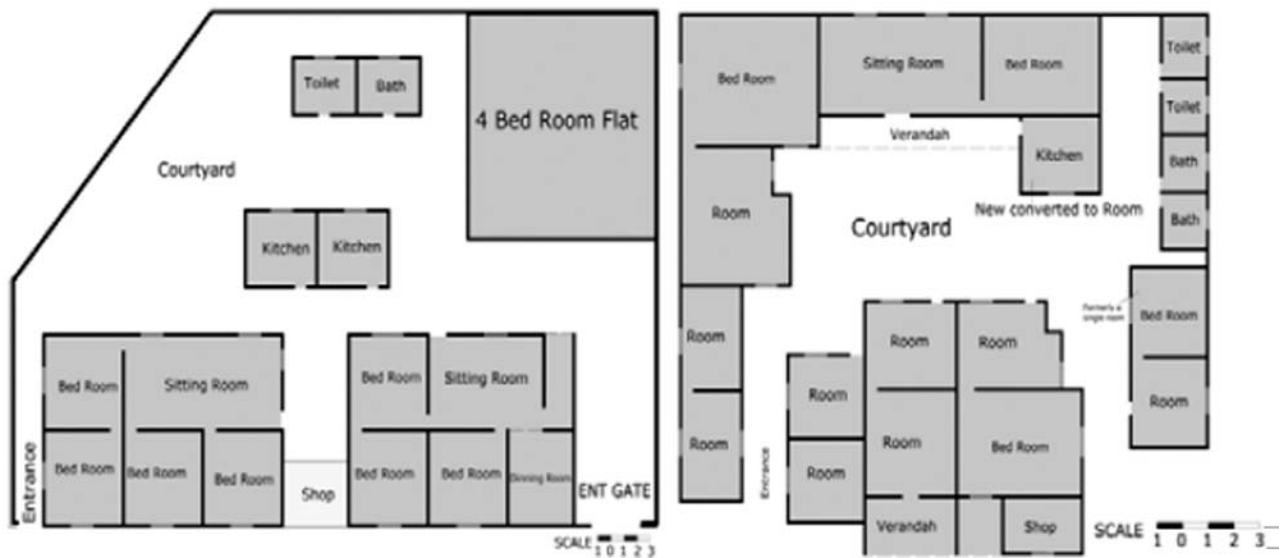 Toilet
Bath
4 Bed Room Flat
Courtyard
Kitchen
Kitchen
Bed Room
Sitting Room
Bed Room
Sitting Room
Bed Room
Bed Room
Bed Room
Bed Room
Bed Room
Dinning Room
Entrance
Shop
ENT GATE
SCALE 1 0 1 2 3
Bed Room
Sitting Room
Bed Room
Toilet
Toilet
Verandah
Kitchen
Bath
Room
New converted to Room
Bath
Courtyard
Formerly a
single room
Bed Room
Room
Room
Room
Room
Room
Room
Room
Bed Room
Room
Room
Entrance
Verandah
Shop
SCALE
1 0 1 2 3